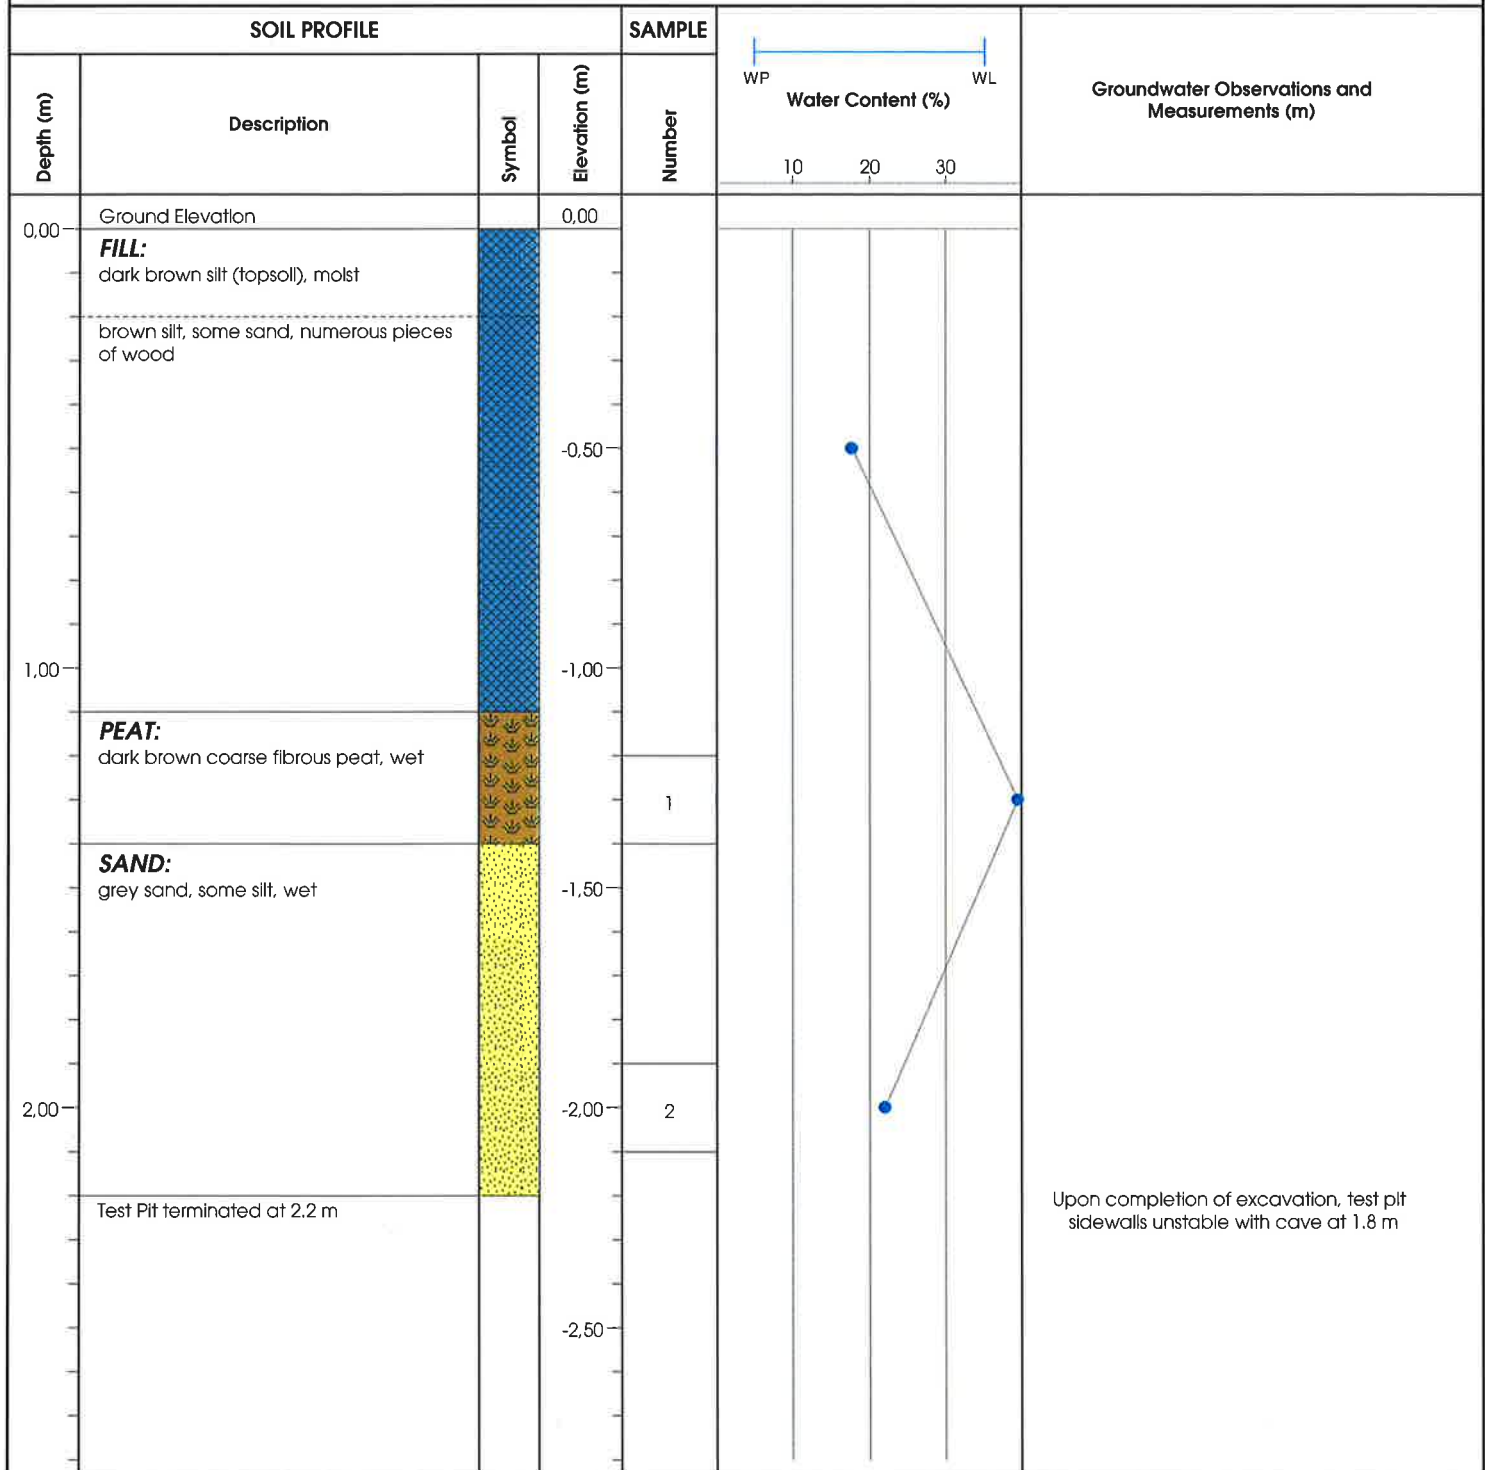 SOIL PROFILE
SAMPLE
Depth (m)
Description
Symbol
Elevation (m)
Number
WP
WL
Water Content (%)
10 20 30
Groundwater Observations and
Measurements (m)
Ground Elevation
0,00
0,00
FILL:
dark brown silt (topsoil), moist
brown silt, some sand, numerous pieces
of wood
-0,50
1,00
-1,00
PEAT:
dark brown coarse fibrous peat, wet
1
SAND:
grey sand, some silt, wet
-1,50
2,00
-2,00
2
Test Pit terminated at 2.2 m
Upon completion of excavation, test pit
sidewalls unstable with cave at 1.8 m
-2,50